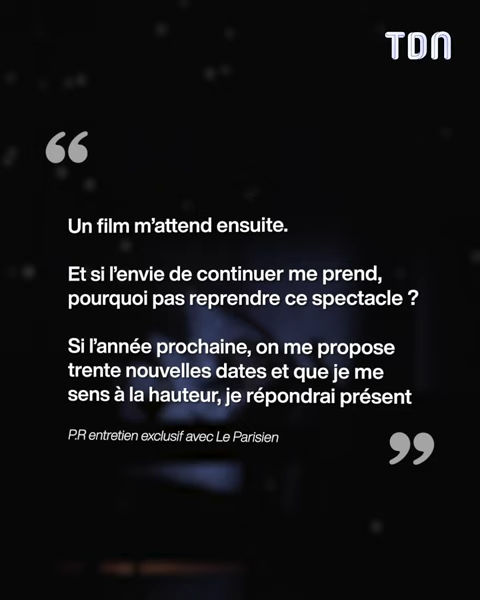 TDN
“
Un film m’attend ensuite.
Et si l’envie de continuer me prend,
pourquoi pas reprendre ce spectacle ?
Si l’année prochaine, on me propose
trente nouvelles dates et que je me
sens à la hauteur, je répondrai présent
P.R entretien exclusif avec Le Parisien
”